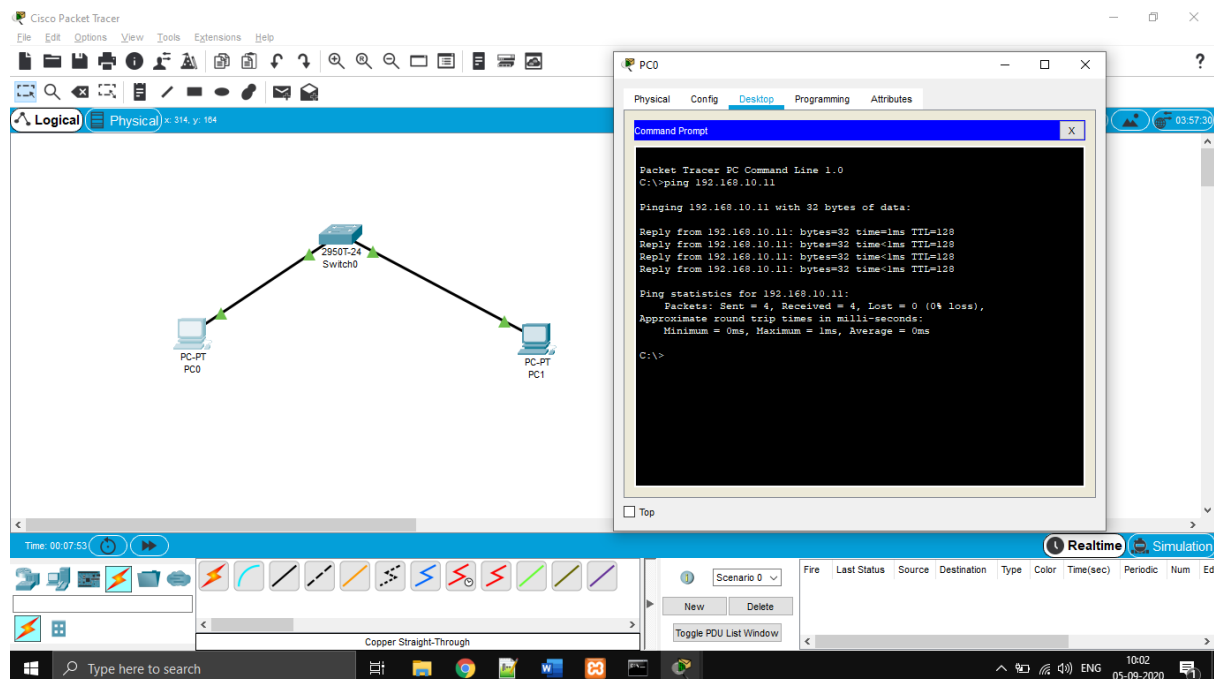 Cisco Packet Tracer
File Edit Options View Tools Extensions Help
?
Logical Physical x: 314, y: 164
03:57:30
2950T-24
Switch0
PC-PT
PC0
PC-PT
PC1
PC0
Physical Config Desktop Programming Attributes
Command Prompt
X
Packet Tracer PC Command Line 1.0
C:\>ping 192.168.10.11
Pinging 192.168.10.11 with 32 bytes of data:
Reply from 192.168.10.11: bytes=32 time=1ms TTL=128
Reply from 192.168.10.11: bytes=32 time<1ms TTL=128
Reply from 192.168.10.11: bytes=32 time<1ms TTL=128
Reply from 192.168.10.11: bytes=32 time<1ms TTL=128
Ping statistics for 192.168.10.11:
Packets: Sent = 4, Received = 4, Lost = 0 (0% loss),
Approximate round trip times in milli-seconds:
Minimum = 0ms, Maximum = 1ms, Average = 0ms
C:\>
Top
Time: 00:07:53
Realtime Simulation
Scenario 0
Fire Last Status Source Destination Type Color Time(sec) Periodic Num Ed
New Delete
Toggle PDU List Window
Copper Straight-Through
Type here to search
ENG
10:02
05-09-2020